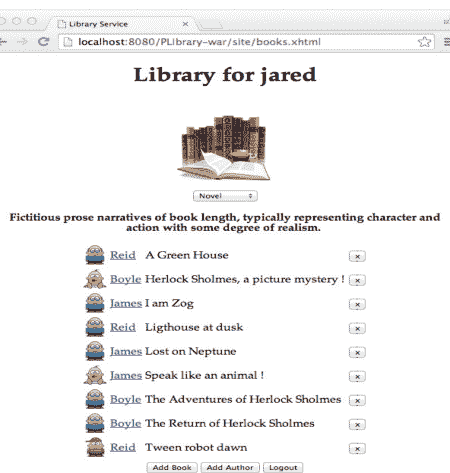 Library Service
localhost:8080/PLibrary-war/site/books.xhtml
Library for jared
Novel
Fictitious prose narratives of book length, typically representing character and
action with some degree of realism.
Reid A Green House x
Boyle Herlock Sholmes, a picture mystery ! x
James I am Zog x
Reid Ligthouse at dusk x
James Lost on Neptune x
James Speak like an animal ! x
Boyle The Adventures of Herlock Sholmes x
Boyle The Return of Herlock Sholmes x
Reid Tween robot dawn x
Add Book Add Author Logout